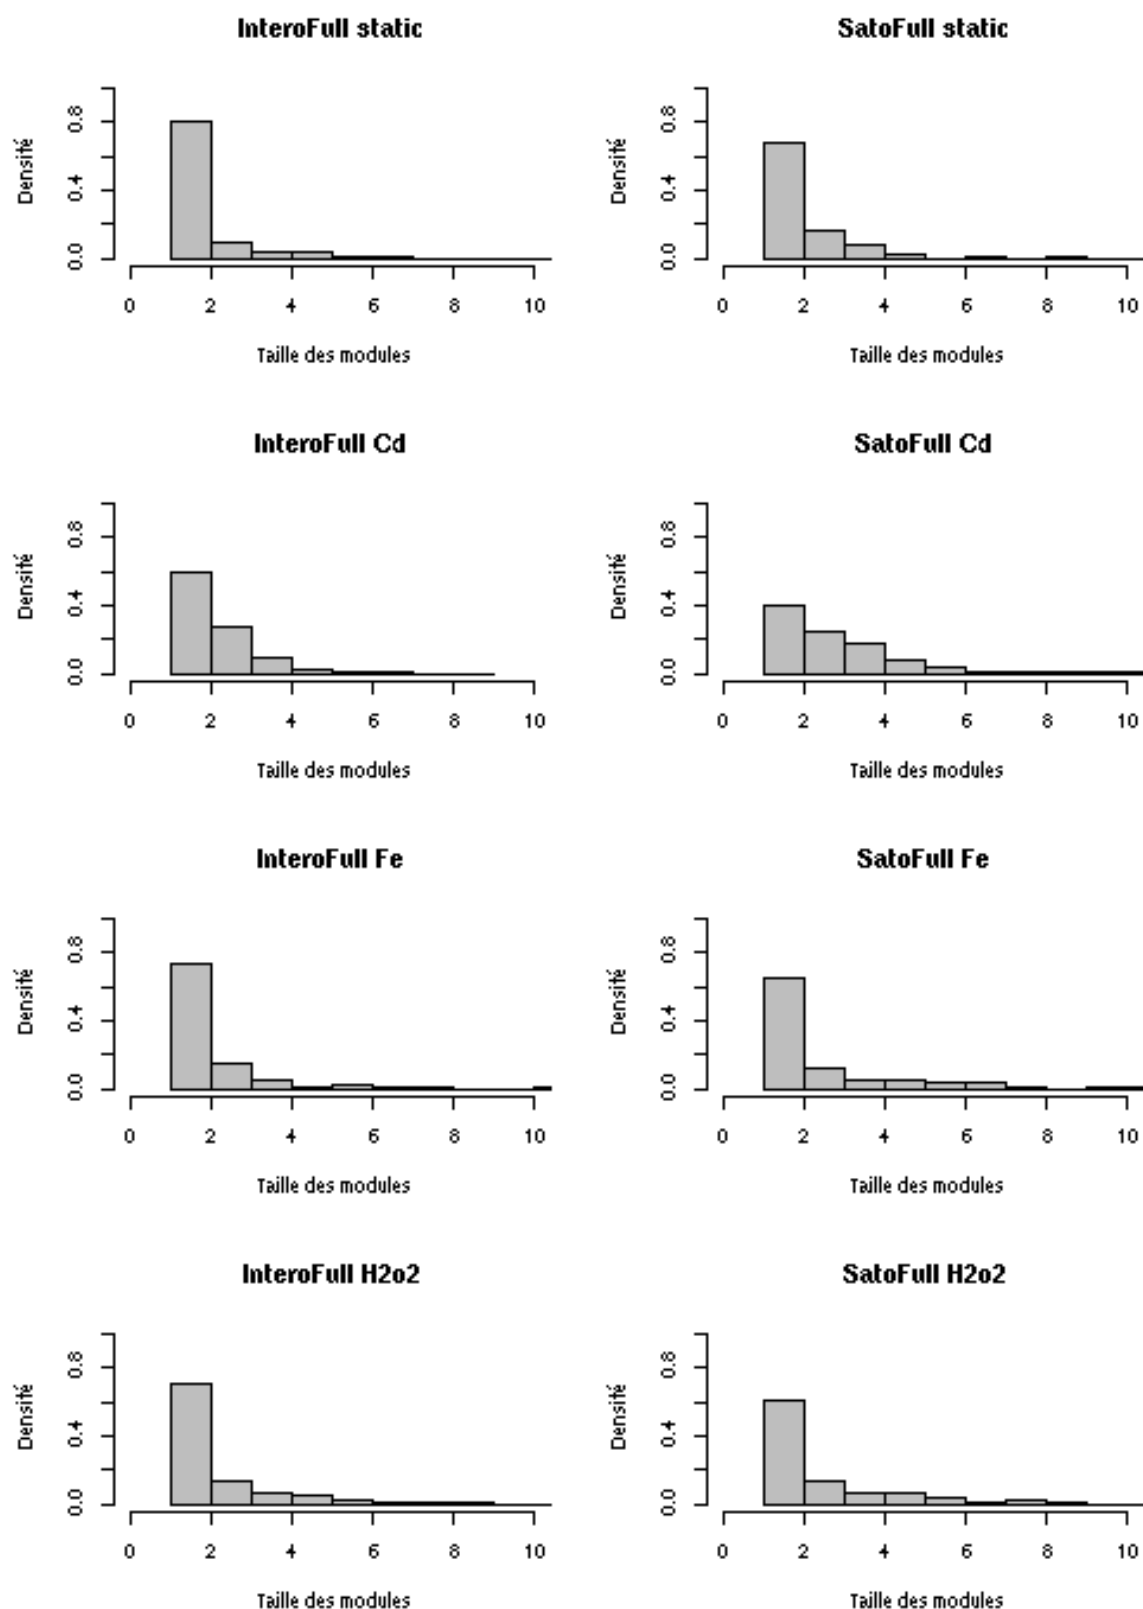 InteroFull static
SatoFull static
Densité
0.0 0.4 0.8
0 2 4 6 8 10
Taille des modules
Densité
0.0 0.4 0.8
0 2 4 6 8 10
Taille des modules
InteroFull Cd
SatoFull Cd
Densité
0.0 0.4 0.8
0 2 4 6 8 10
Taille des modules
Densité
0.0 0.4 0.8
0 2 4 6 8 10
Taille des modules
InteroFull Fe
SatoFull Fe
Densité
0.0 0.4 0.8
0 2 4 6 8 10
Taille des modules
Densité
0.0 0.4 0.8
0 2 4 6 8 10
Taille des modules
InteroFull H2o2
SatoFull H2o2
Densité
0.0 0.4 0.8
0 2 4 6 8 10
Taille des modules
Densité
0.0 0.4 0.8
0 2 4 6 8 10
Taille des modules